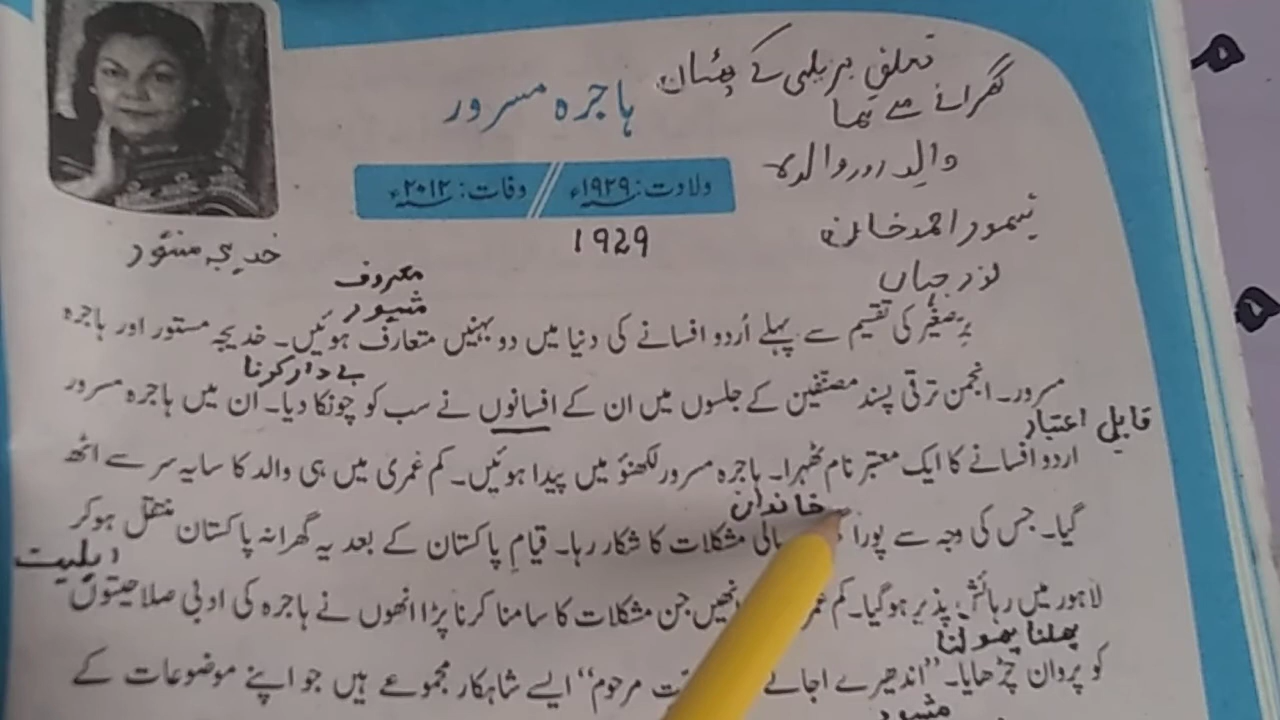 تعلق بریلی کے پٹھان
گھرانے سے تھا
ہاجرہ مسرور
والد اور والدہ
ولادت: ۱۹۲۹ء وفات: ۲۰۱۲ء
تیمور احمد خان
1929
خدیجہ مستور
نور جہاں
معروف
مشہور
برِصغیر کی تقسیم سے پہلے اُردو افسانے کی دنیا میں دو بہنیں متعارف ہوئیں۔ خدیجہ مستور اور ہاجرہ
بےدار کرنا
مسرور۔ انجمن ترقی پسند مصنّفین کے جلسوں میں ان کے افسانوں نے سب کو چونکا دیا۔ ان میں ہاجرہ مسرور
قابلِ اعتبار
اردو افسانے کا ایک معتبر نام ٹھہرا۔ ہاجرہ مسرور لکھنؤ میں پیدا ہوئیں۔ کم عمری میں ہی والد کا سایہ سر سے اٹھ
خاندان
گیا۔ جس کی وجہ سے پورا مالی مشکلات کا شکار رہا۔ قیامِ پاکستان کے بعد یہ گھرانہ پاکستان منتقل ہوکر
لاہور میں رہائش پذیر ہوگیا۔ کم انھیں جن مشکلات کا سامنا کرنا پڑا انھوں نے ہاجرہ کی ادبی صلاحیتوں
پھلنا پھولنا
کو پروان چڑھایا۔ "اندھیرے اجالے مرحوم" ایسے شاہکار مجموعے ہیں جو اپنے موضوعات کے
مشہور